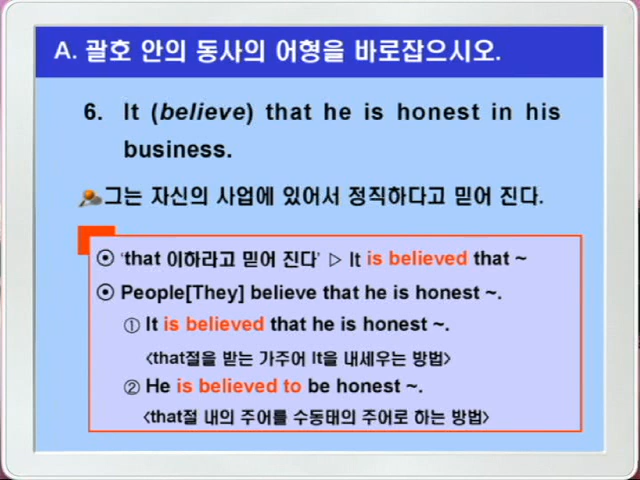 A. 괄호 안의 동사의 어형을 바로잡으시오.
6. It (believe) that he is honest in his
business.
그는 자신의 사업에 있어서 정직하다고 믿어 진다.
⊙ ‘that 이하라고 믿어 진다’ ▷ It is believed that ~
⊙ People[They] believe that he is honest ~.
① It is believed that he is honest ~.
<that절을 받는 가주어 It을 내세우는 방법>
② He is believed to be honest ~.
<that절 내의 주어를 수동태의 주어로 하는 방법>